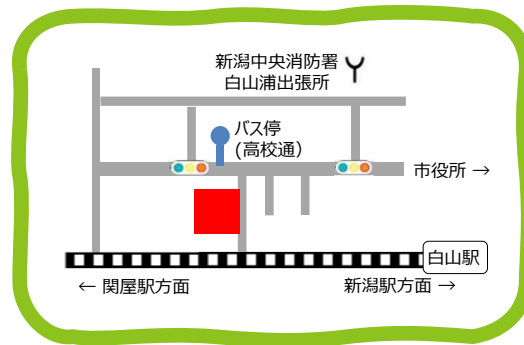 新潟中央消防署
白山浦出張所
バス停
(高校通）
市役所 →
白山駅
← 関屋駅方面
新潟駅方面 →